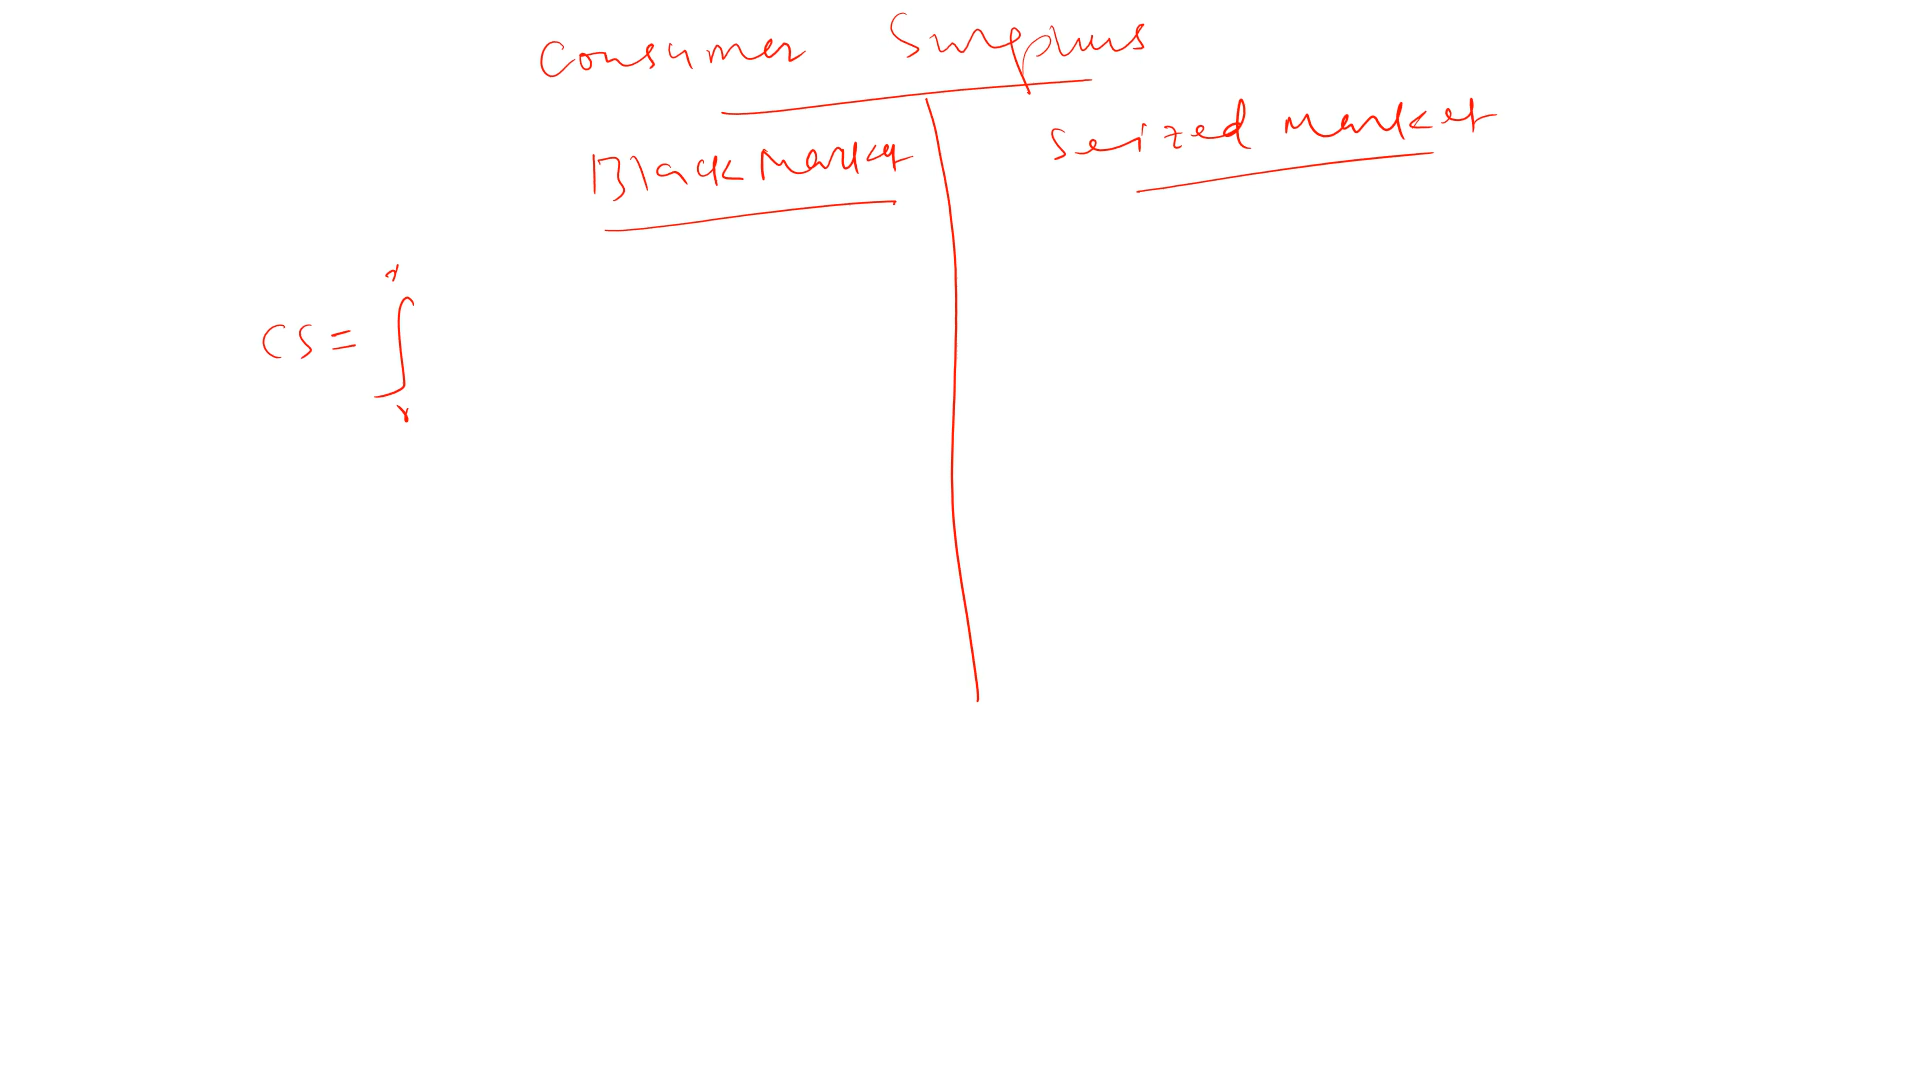 Consumer Surplus
Black Market
Seized Market
CS = ∫